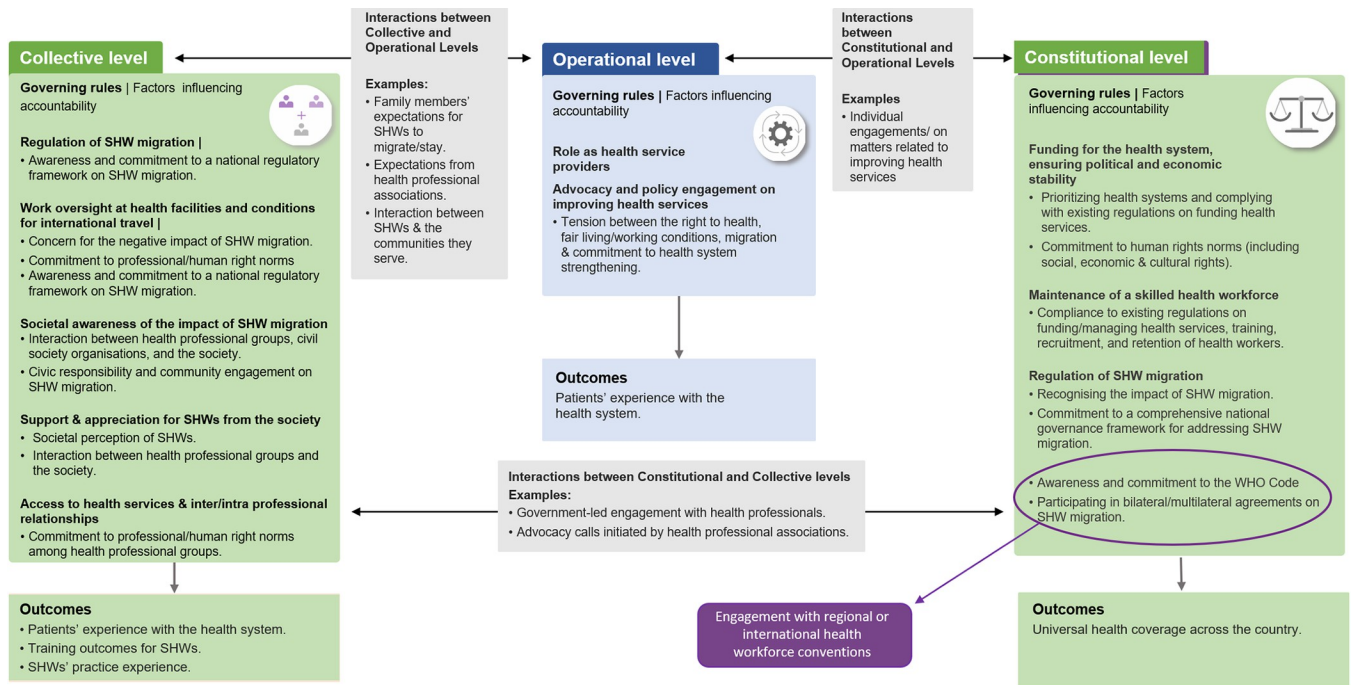 Collective level
Governing rules | Factors influencing
accountability
Regulation of SHW migration |
• Awareness and commitment to a national regulatory
framework on SHW migration.
Work oversight at health facilities and conditions
for international travel |
• Concern for the negative impact of SHW migration.
• Commitment to professional/human right norms
• Awareness and commitment to a national regulatory
framework on SHW migration.
Societal awareness of the impact of SHW migration
• Interaction between health professional groups, civil
society organisations, and the society.
• Civic responsibility and community engagement on
SHW migration.
Support & appreciation for SHWs from the society
• Societal perception of SHWs.
• Interaction between health professional groups and
the society.
Access to health services & inter/intra professional
relationships
• Commitment to professional/human right norms
among health professional groups.
Outcomes
• Patients’ experience with the health system.
• Training outcomes for SHWs.
• SHWs’ practice experience.
Interactions between
Collective and
Operational Levels
Examples:
• Family members’
expectations for
SHWs to
migrate/stay.
• Expectations from
health professional
associations.
• Interaction between
SHWs & the
communities they
serve.
Operational level
Governing rules | Factors influencing
accountability
Role as health service
providers
Advocacy and policy engagement on
improving health services
• Tension between the right to health,
fair living/working conditions, migration
& commitment to health system
strengthening.
Outcomes
Patients’ experience with the
health system.
Interactions
between
Constitutional and
Operational Levels
Examples
• Individual
engagements/ on
matters related to
improving health
services
Interactions between Constitutional and Collective levels
Examples:
• Government-led engagement with health professionals.
• Advocacy calls initiated by health professional associations.
Engagement with regional or
international health
workforce conventions
Constitutional level
Governing rules | Factors
influencing accountability
Funding for the health system,
ensuring political and economic
stability
• Prioritizing health systems and complying
with existing regulations on funding health
services.
• Commitment to human rights norms (including
social, economic & cultural rights).
Maintenance of a skilled health workforce
• Compliance to existing regulations on
funding/managing health services, training,
recruitment, and retention of health workers.
Regulation of SHW migration
• Recognising the impact of SHW migration.
• Commitment to a comprehensive national
governance framework for addressing SHW
migration.
• Awareness and commitment to the WHO Code
• Participating in bilateral/multilateral agreements on
SHW migration.
Outcomes
Universal health coverage across the country.